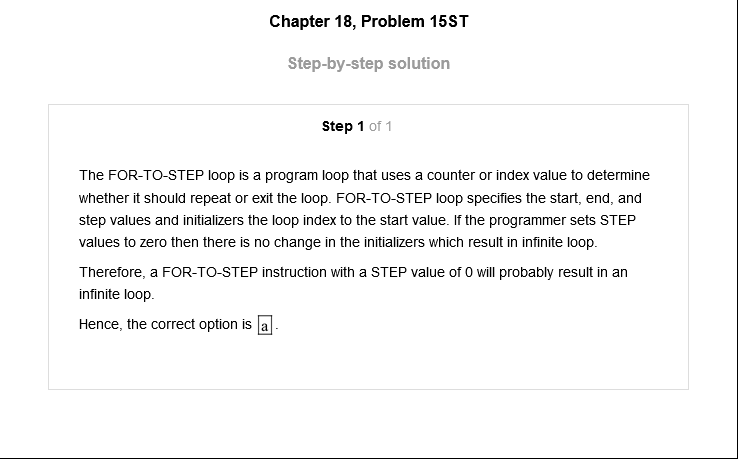 Chapter 18, Problem 15ST
Step-by-step solution
Step 1 of 1
The FOR-TO-STEP loop is a program loop that uses a counter or index value to determine
whether it should repeat or exit the loop. FOR-TO-STEP loop specifies the start, end, and
step values and initializers the loop index to the start value. If the programmer sets STEP
values to zero then there is no change in the initializers which result in infinite loop.
Therefore, a FOR-TO-STEP instruction with a STEP value of 0 will probably result in an
infinite loop.
Hence, the correct option is a .